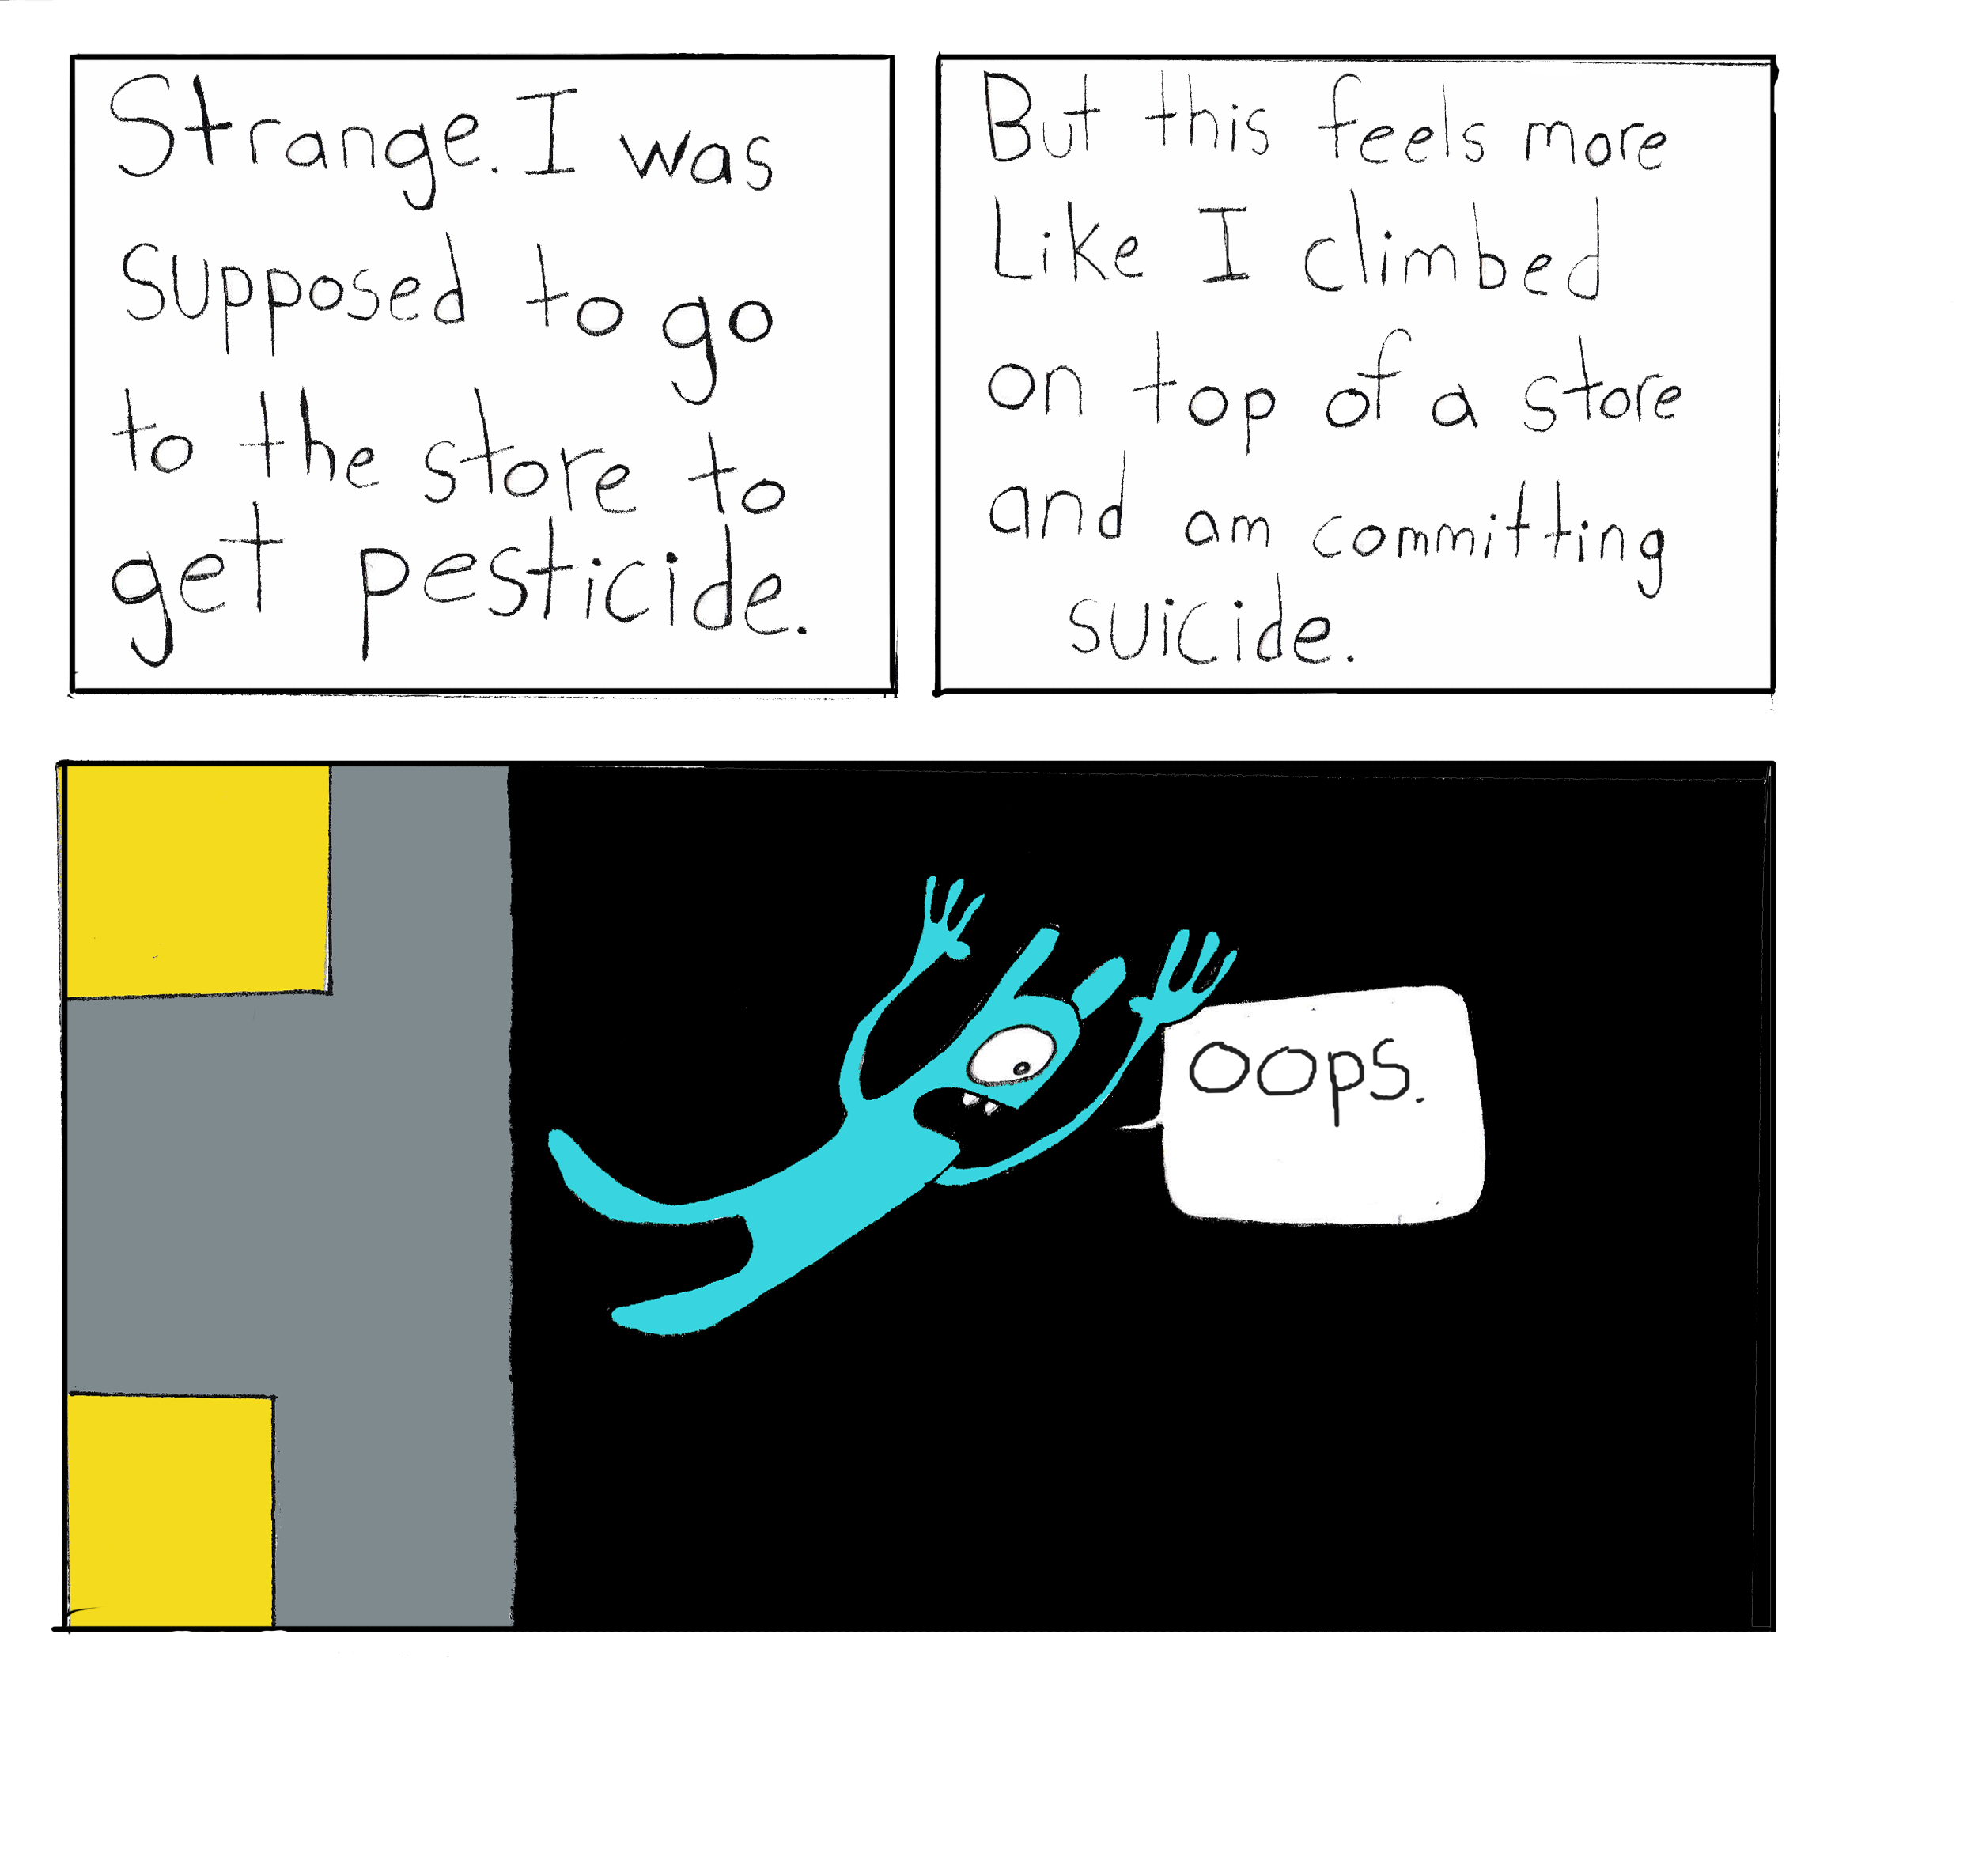 Strange. I was
supposed to go
to the store to
get pesticide.
But this feels more
Like I climbed
on top of a store
and am committing
suicide.
oops.